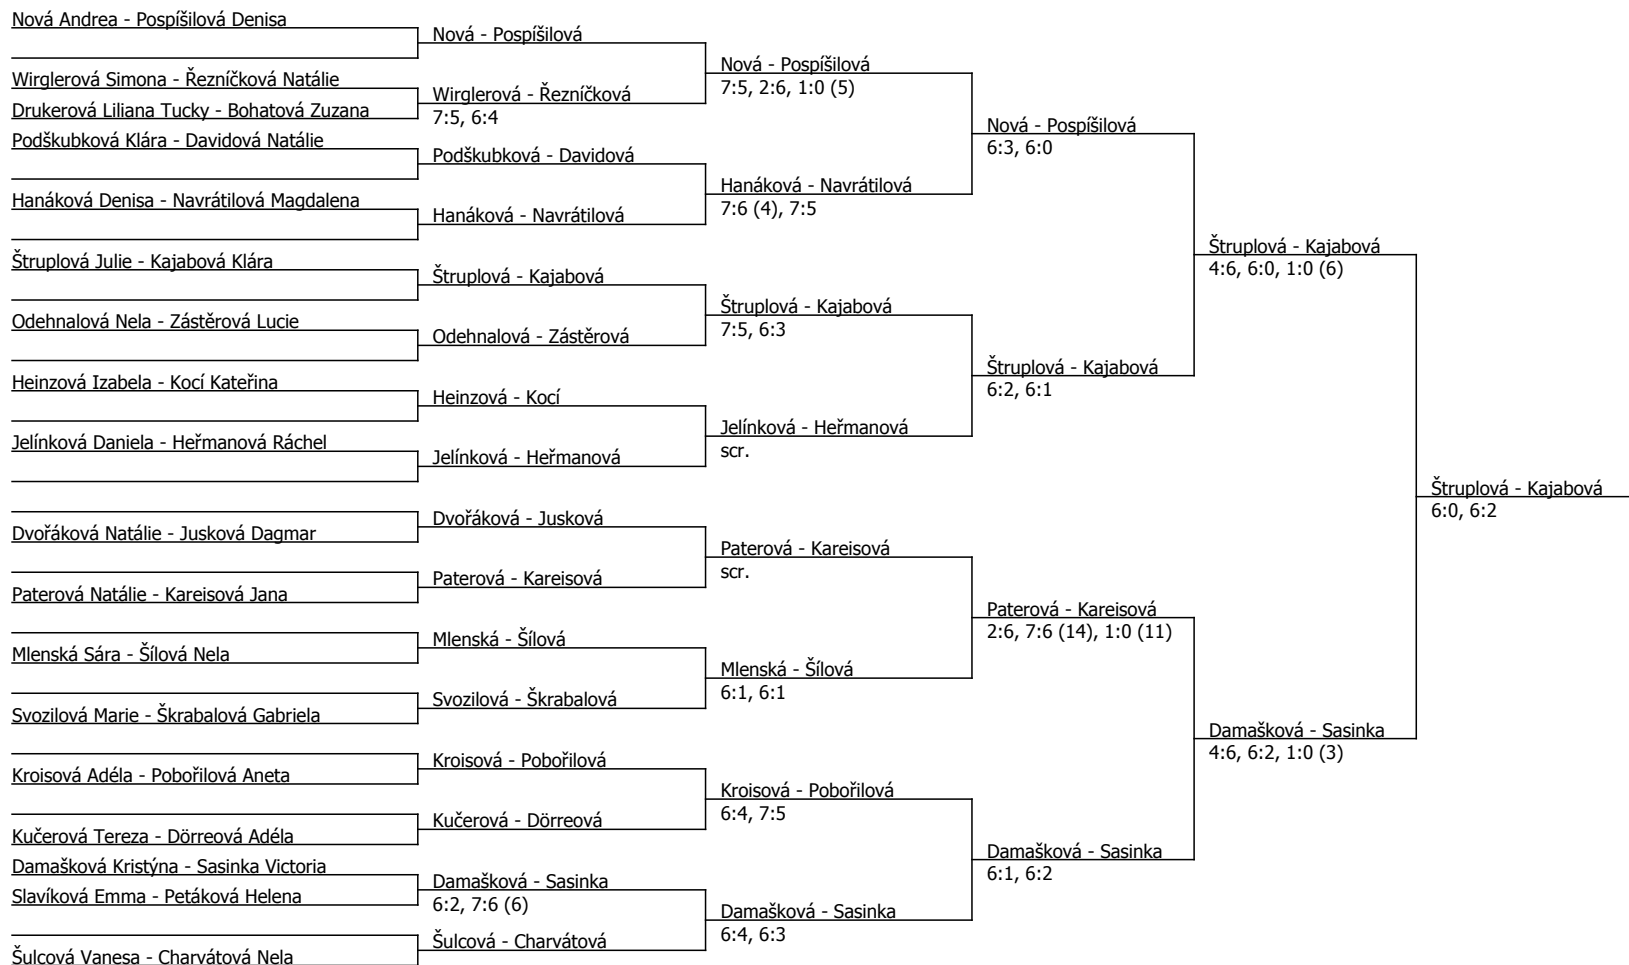 Nová Andrea - Pospíšilová Denisa
Wirglerová Simona - Řezníčková Natálie
Drukerová Liliana Tucky - Bohatová Zuzana
Podškubková Klára - Davidová Natálie
Hanáková Denisa - Navrátilová Magdalena
Štruplová Julie - Kajabová Klára
Odehnalová Nela - Zástěrová Lucie
Heinzová Izabela - Kocí Kateřina
Jelínková Daniela - Heřmanová Ráchel
Dvořáková Natálie - Jusková Dagmar
Paterová Natálie - Kareisová Jana
Mlenská Sára - Šílová Nela
Svozilová Marie - Škrabalová Gabriela
Kroisová Adéla - Pobořilová Aneta
Kučerová Tereza - Dörreová Adéla
Damašková Kristýna - Sasinka Victoria
Slavíková Emma - Petáková Helena
Šulcová Vanesa - Charvátová Nela
Nová - Pospíšilová
Wirglerová - Řezníčková
7:5, 6:4
Podškubková - Davidová
Hanáková - Navrátilová
Štruplová - Kajabová
Odehnalová - Zástěrová
Heinzová - Kocí
Jelínková - Heřmanová
Dvořáková - Jusková
Paterová - Kareisová
Mlenská - Šílová
Svozilová - Škrabalová
Kroisová - Pobořilová
Kučerová - Dörreová
Damašková - Sasinka
6:2, 7:6 (6)
Šulcová - Charvátová
Nová - Pospíšilová
7:5, 2:6, 1:0 (5)
Hanáková - Navrátilová
7:6 (4), 7:5
Štruplová - Kajabová
7:5, 6:3
Jelínková - Heřmanová
scr.
Paterová - Kareisová
scr.
Mlenská - Šílová
6:1, 6:1
Kroisová - Pobořilová
6:4, 7:5
Damašková - Sasinka
6:4, 6:3
Nová - Pospíšilová
6:3, 6:0
Štruplová - Kajabová
6:2, 6:1
Paterová - Kareisová
2:6, 7:6 (14), 1:0 (11)
Damašková - Sasinka
6:1, 6:2
Štruplová - Kajabová
4:6, 6:0, 1:0 (6)
Damašková - Sasinka
4:6, 6:2, 1:0 (3)
Štruplová - Kajabová
6:0, 6:2